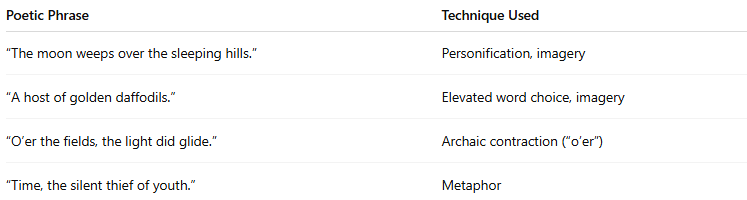 Poetic Phrase Technique Used
“The moon weeps over the sleeping hills.” Personification, imagery
“A host of golden daffodils.” Elevated word choice, imagery
“O’er the fields, the light did glide.” Archaic contraction (“o’er”)
“Time, the silent thief of youth.” Metaphor